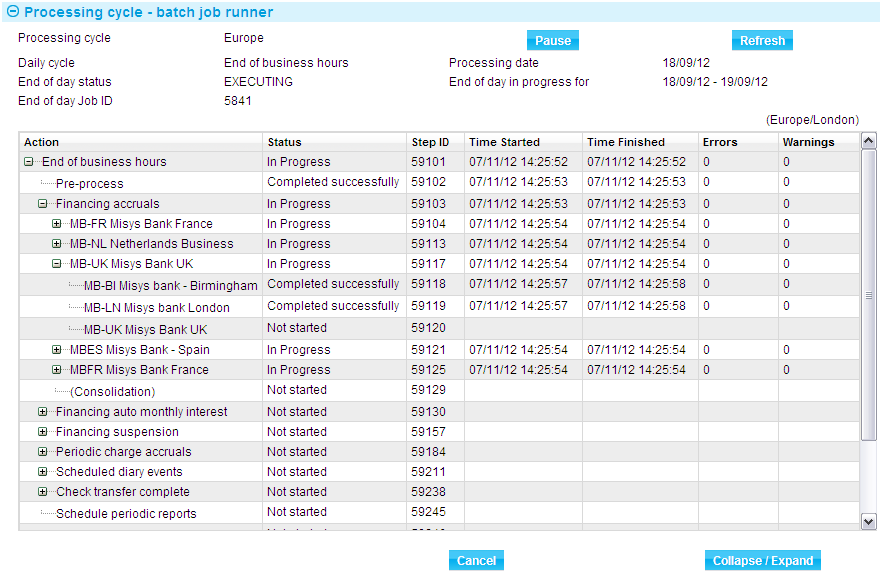 Processing cycle - batch job runner
Processing cycle Europe Pause Refresh
Daily cycle End of business hours Processing date 18/09/12
End of day status EXECUTING End of day in progress for 18/09/12 - 19/09/12
End of day Job ID 5841
(Europe/London)
Action Status Step ID Time Started Time Finished Errors Warnings
End of business hours In Progress 59101 07/11/12 14:25:52 07/11/12 14:25:52 0 0
Pre-process Completed successfully 59102 07/11/12 14:25:53 07/11/12 14:25:53 0 0
Financing accruals In Progress 59103 07/11/12 14:25:53 07/11/12 14:25:53 0 0
MB-FR Misys Bank France In Progress 59104 07/11/12 14:25:54 07/11/12 14:25:54 0 0
MB-NL Netherlands Business In Progress 59113 07/11/12 14:25:54 07/11/12 14:25:54 0 0
MB-UK Misys Bank UK In Progress 59117 07/11/12 14:25:54 07/11/12 14:25:54 0 0
MB-BI Misys bank - Birmingham Completed successfully 59118 07/11/12 14:25:57 07/11/12 14:25:58 0 0
MB-LN Misys bank London Completed successfully 59119 07/11/12 14:25:57 07/11/12 14:25:58 0 0
MB-UK Misys Bank UK Not started 59120
MBES Misys Bank - Spain In Progress 59121 07/11/12 14:25:54 07/11/12 14:25:54 0 0
MBFR Misys Bank France In Progress 59125 07/11/12 14:25:54 07/11/12 14:25:54 0 0
(Consolidation) Not started 59129
Financing auto monthly interest Not started 59130
Financing suspension Not started 59157
Periodic charge accruals Not started 59184
Scheduled diary events Not started 59211
Check transfer complete Not started 59238
Schedule periodic reports Not started 59245
Cancel Collapse / Expand